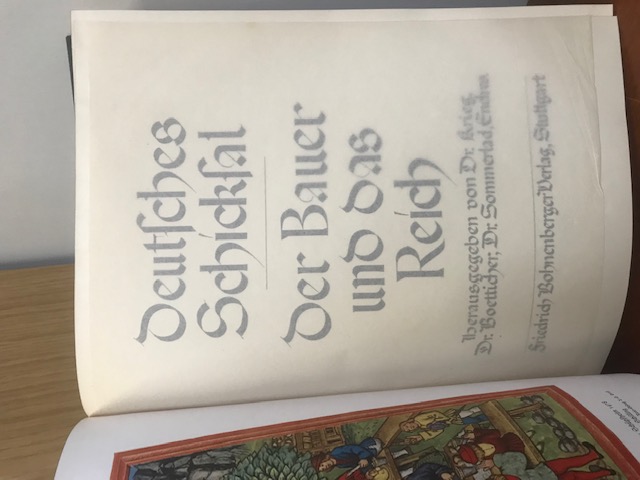 Deutſches
Schickſal
Der Bauer
und das
Reich
Herausgegeben von Dr. Krieg,
Dr. Boetticher, Dr. Sommerlad, Endres
Friedrich Bohnenberger Verlag, Stuttgart